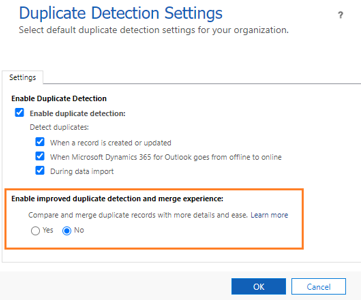 Duplicate Detection Settings
?
Select default duplicate detection settings for your organization.
Settings
Enable Duplicate Detection
Enable duplicate detection:
Detect duplicates:
When a record is created or updated
When Microsoft Dynamics 365 for Outlook goes from offline to online
During data import
Enable improved duplicate detection and merge experience:
Compare and merge duplicate records with more details and ease. Learn more
Yes No
OK Cancel